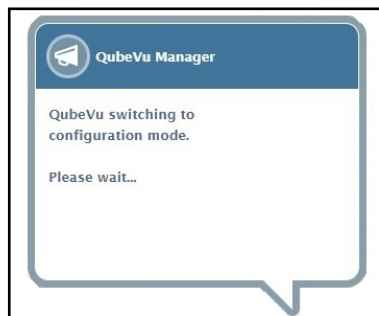 QubeVu Manager
QubeVu switching to
configuration mode.
Please wait...